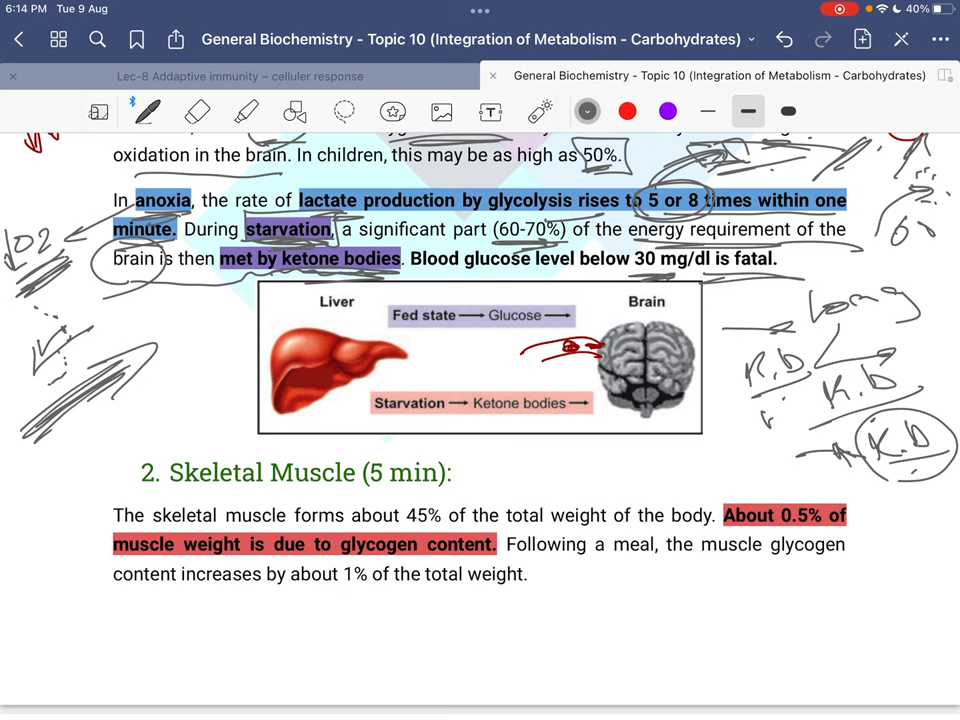 6:14 PM Tue 9 Aug
40%
General Biochemistry - Topic 10 (Integration of Metabolism - Carbohydrates)
Lec-8 Addaptive immunity – celluler response
General Biochemistry - Topic 10 (Integration of Metabolism - Carbohydrates)
oxidation in the brain. In children, this may be as high as 50%.
In anoxia, the rate of lactate production by glycolysis rises to 5 or 8 times within one
minute. During starvation, a significant part (60-70%) of the energy requirement of the
brain is then met by ketone bodies. Blood glucose level below 30 mg/dl is fatal.
Liver
Brain
Fed state → Glucose →
Starvation → Ketone bodies →
Long
K.D
K.D
K.D
2. Skeletal Muscle (5 min):
The skeletal muscle forms about 45% of the total weight of the body. About 0.5% of
muscle weight is due to glycogen content. Following a meal, the muscle glycogen
content increases by about 1% of the total weight.